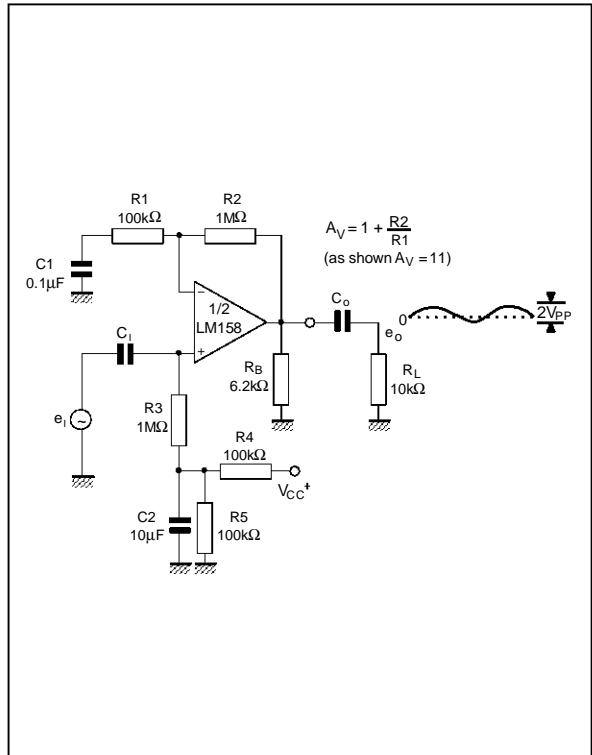 R1
100kΩ
R2
1MΩ
A_V = 1 + R2/R1
(as shown A_V = 11)
C1
0.1μF
1/2
LM158
−
+
C_I
C_o
0
2V_PP
e_o
R_B
6.2kΩ
R_L
10kΩ
e_I
~
R3
1MΩ
R4
100kΩ
V_CC+
C2
10μF
R5
100kΩ